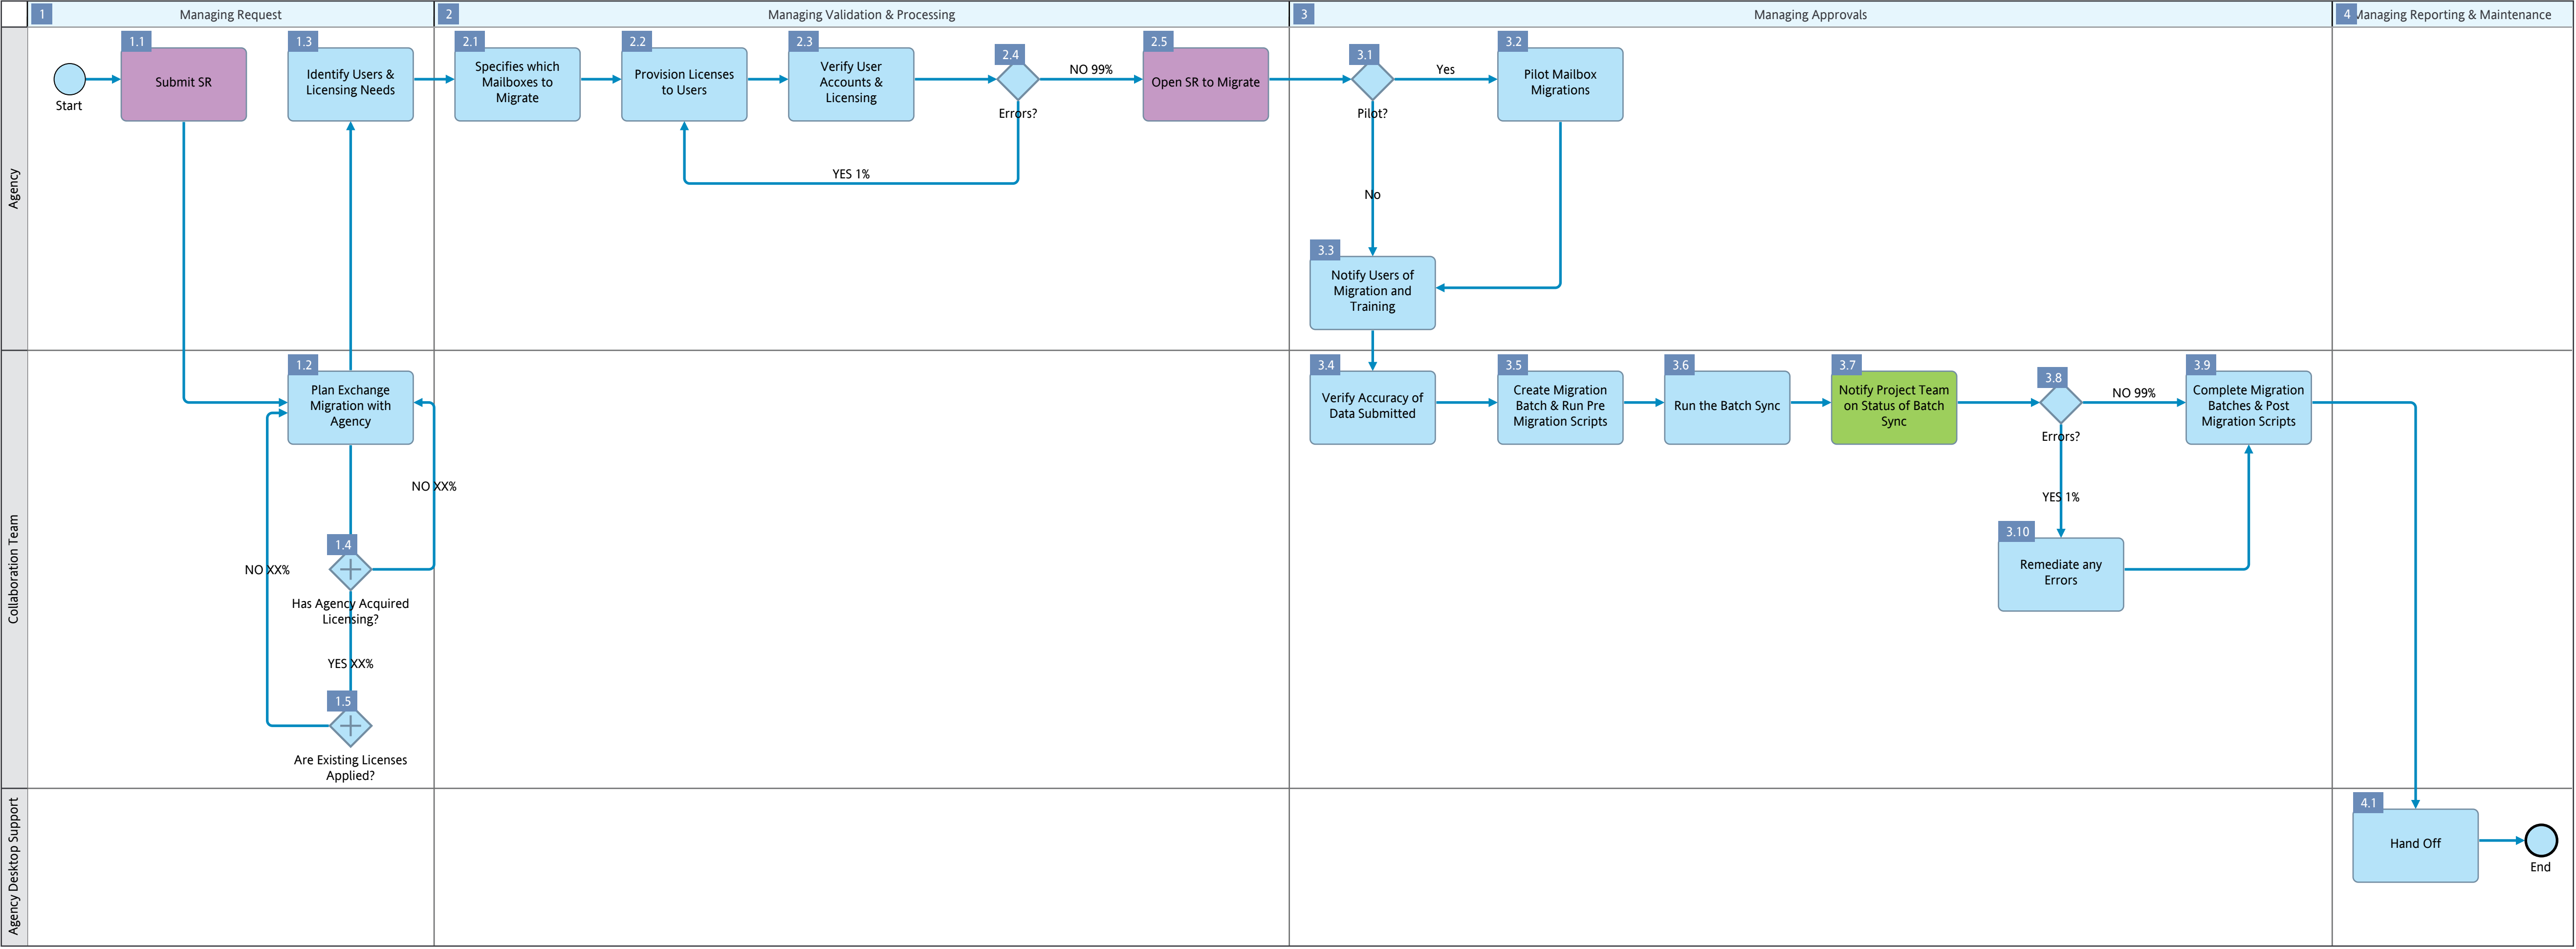 1
Managing Request
2
Managing Validation & Processing
3
Managing Approvals
4
Managing Reporting & Maintenance
Agency
Start
1.1
Submit SR
1.3
Identify Users &
Licensing Needs
2.1
Specifies which
Mailboxes to
Migrate
2.2
Provision Licenses
to Users
2.3
Verify User
Accounts &
Licensing
2.4
Errors?
NO 99%
YES 1%
2.5
Open SR to Migrate
3.1
Pilot?
Yes
No
3.2
Pilot Mailbox
Migrations
3.3
Notify Users of
Migration and
Training
Collaboration Team
1.2
Plan Exchange
Migration with
Agency
NO XX%
1.4
Has Agency Acquired
Licensing?
NO XX%
YES XX%
1.5
Are Existing Licenses
Applied?
3.4
Verify Accuracy of
Data Submitted
3.5
Create Migration
Batch & Run Pre
Migration Scripts
3.6
Run the Batch Sync
3.7
Notify Project Team
on Status of Batch
Sync
3.8
Errors?
NO 99%
YES 1%
3.9
Complete Migration
Batches & Post
Migration Scripts
3.10
Remediate any
Errors
Agency Desktop Support
4.1
Hand Off
End